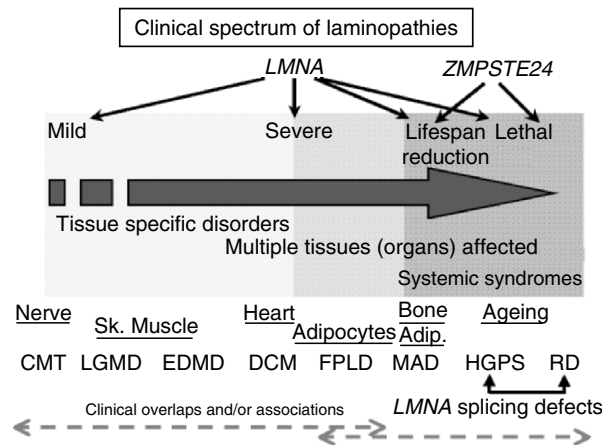 Clinical spectrum of laminopathies
LMNA ZMPSTE24
Mild Severe Lifespan reduction Lethal
Tissue specific disorders
Multiple tissues (organs) affected
Systemic syndromes
Nerve Sk. Muscle Heart Adipocytes Bone Adip. Ageing
CMT LGMD EDMD DCM FPLD MAD HGPS RD
Clinical overlaps and/or associations
LMNA splicing defects